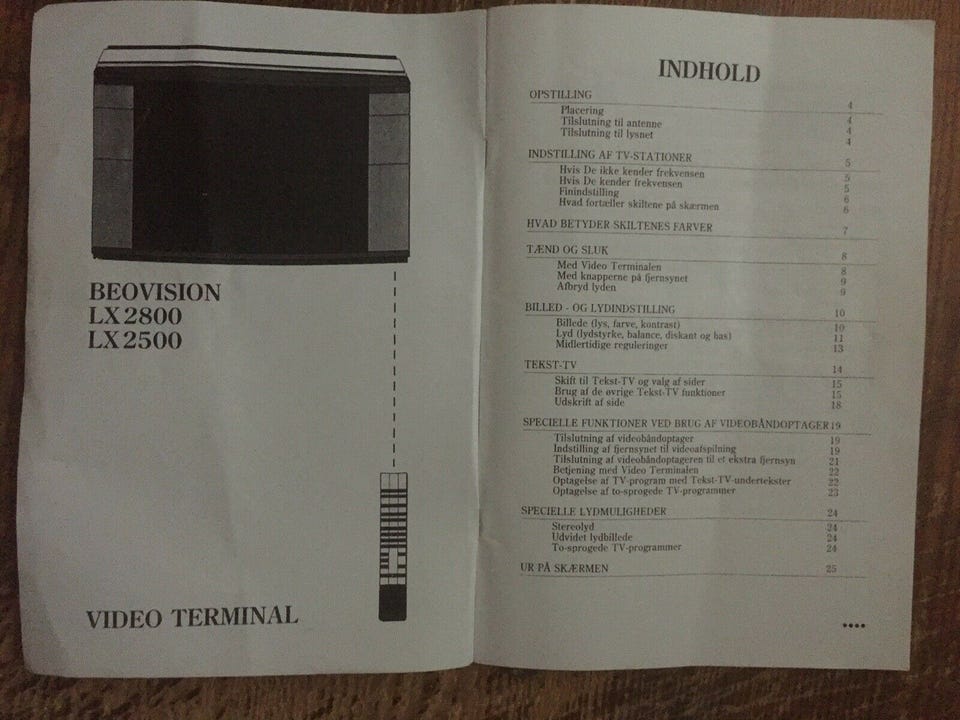 BEOVISION
LX2800
LX2500
VIDEO TERMINAL
INDHOLD
OPSTILLING 4
Placering 4
Tilslutning til antenne 4
Tilslutning til lysnet 4
INDSTILLING AF TV-STATIONER 5
Hvis De ikke kender frekvensen 5
Hvis De kender frekvensen 5
Finindstilling 6
Hvad fortæller skiltene på skærmen 6
HVAD BETYDER SKILTENES FARVER 7
TÆND OG SLUK 8
Med Video Terminalen 8
Med knapperne på fjernsynet 9
Afbryd lyden 9
BILLED - OG LYDINDSTILLING 10
Billede (lys, farve, kontrast) 10
Lyd (lydstyrke, balance, diskant og bas) 11
Midlertidige reguleringer 13
TEKST-TV 14
Skift til Tekst-TV og valg af sider 15
Brug af de øvrige Tekst-TV funktioner 15
Udskrift af side 18
SPECIELLE FUNKTIONER VED BRUG AF VIDEOBÅNDOPTAGER 19
Tilslutning af videobåndoptager 19
Indstilling af fjernsynet til videoafspilning 19
Tilslutning af videobåndoptageren til et ekstra fjernsyn 21
Betjening med Video Terminalen 22
Optagelse af TV-program med Tekst-TV-undertekster 22
Optagelse af to-sprogede TV-programmer 23
SPECIELLE LYDMULIGHEDER 24
Stereolyd 24
Udvidet lydbillede 24
To-sprogede TV-programmer 24
UR PÅ SKÆRMEN 25